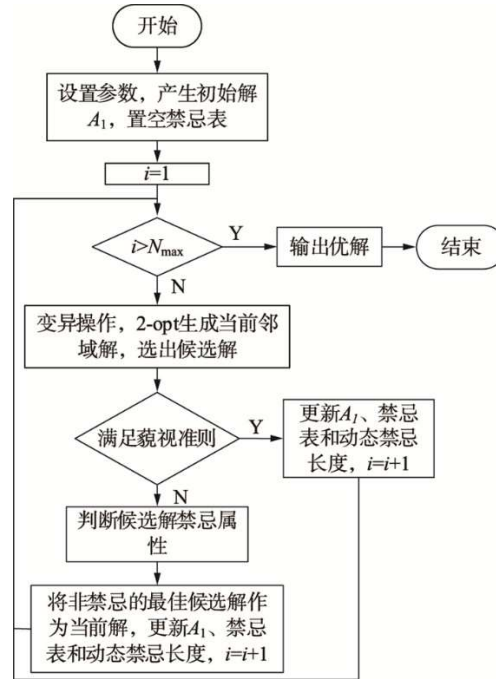 开始
设置参数，产生初始解
A₁，置空禁忌表
i=1
i>Nmax
Y
输出优解
结束
N
变异操作，2-opt生成当前邻
域解，选出候选解
满足藐视准则
Y
更新A₁、禁忌
表和动态禁忌
长度，i=i+1
N
判断候选解禁忌属
性
将非禁忌的最佳候选解作
为当前解，更新A₁、禁忌
表和动态禁忌长度，i=i+1